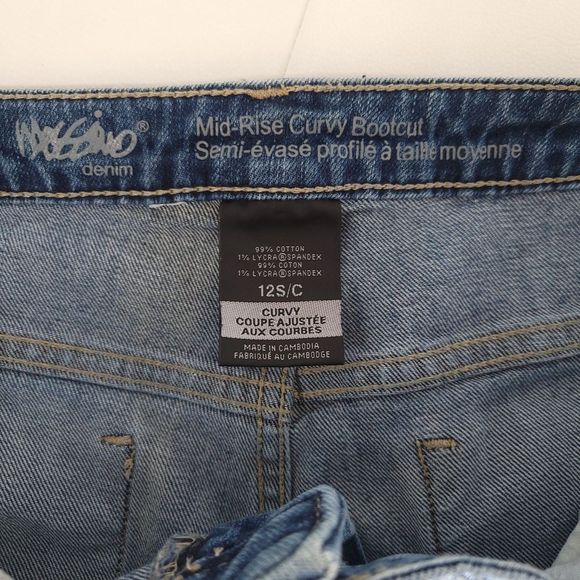 Mossimo®
denim
Mid-Rise Curvy Bootcut
Semi-évasé profilé à taille moyenne
99% COTTON
1% LYCRA® SPANDEX
99% COTON
1% LYCRA® SPANDEX
12S/C
CURVY
COUPE AJUSTÉE
AUX COURBES
MADE IN CAMBODIA
FABRIQUÉ AU CAMBODGE